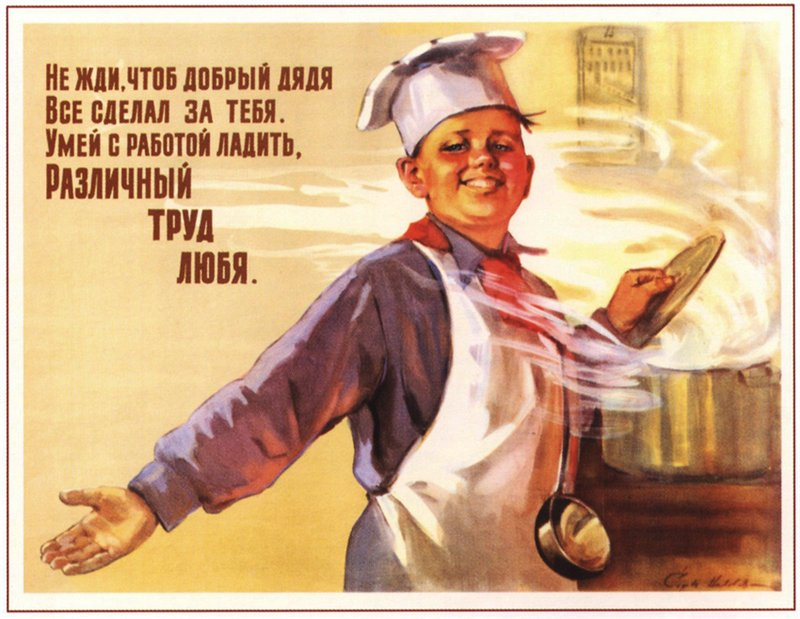 Не жди, чтоб добрый дядя
Все сделал за тебя.
Умей с работой ладить,
Различный
труд
любя.